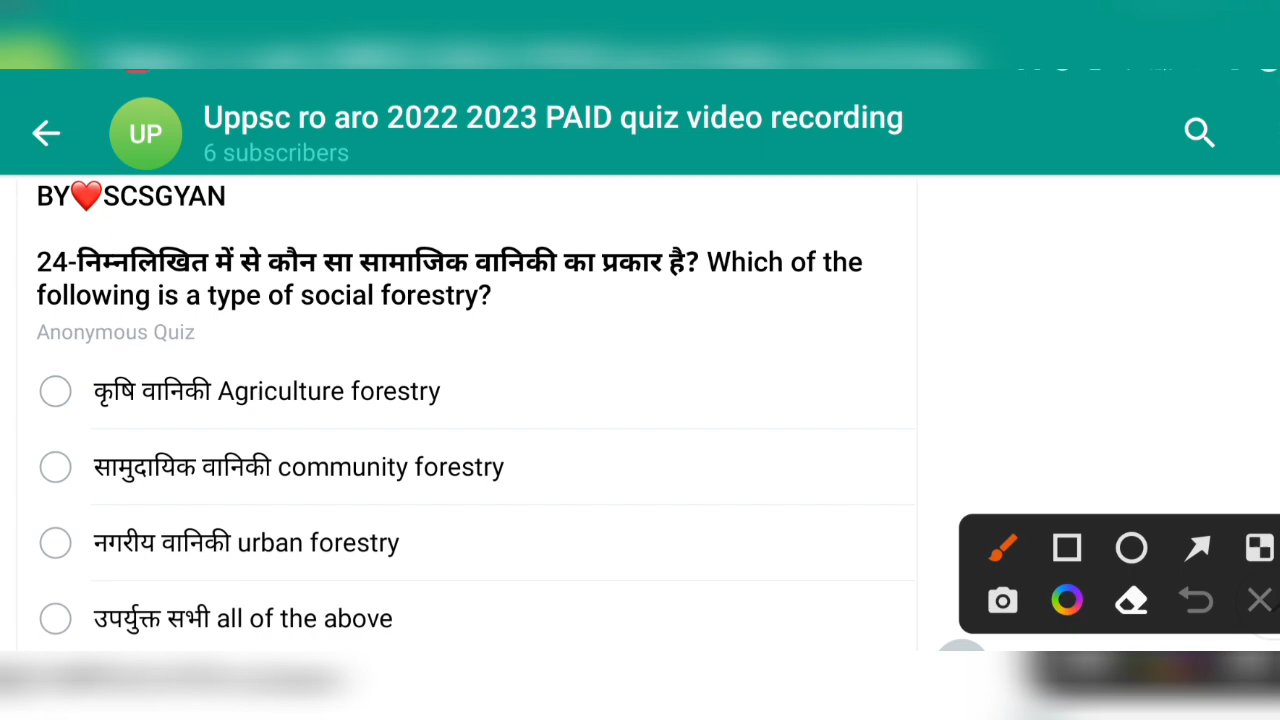 UP
Uppsc ro aro 2022 2023 PAID quiz video recording
6 subscribers
BY❤️SCSGYAN
24-निम्नलिखित में से कौन सा सामाजिक वानिकी का प्रकार है? Which of the
following is a type of social forestry?
Anonymous Quiz
कृषि वानिकी Agriculture forestry
सामुदायिक वानिकी community forestry
नगरीय वानिकी urban forestry
उपर्युक्त सभी all of the above